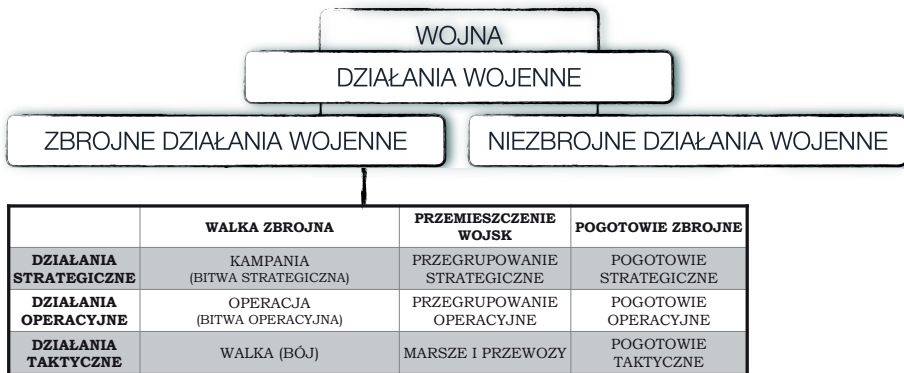 WOJNA
DZIAŁANIA WOJENNE
ZBROJNE DZIAŁANIA WOJENNE
NIEZBROJNE DZIAŁANIA WOJENNE
WALKA ZBROJNA
PRZEMIESZCZENIE
WOJSK
POGOTOWIE ZBROJNE
DZIAŁANIA
STRATEGICZNE
KAMPANIA
(BITWA STRATEGICZNA)
PRZEGRUPOWANIE
STRATEGICZNE
POGOTOWIE
STRATEGICZNE
DZIAŁANIA
OPERACYJNE
OPERACJA
(BITWA OPERACYJNA)
PRZEGRUPOWANIE
OPERACYJNE
POGOTOWIE
OPERACYJNE
DZIAŁANIA
TAKTYCZNE
WALKA (BÓJ)
MARSZE I PRZEWOZY
POGOTOWIE
TAKTYCZNE